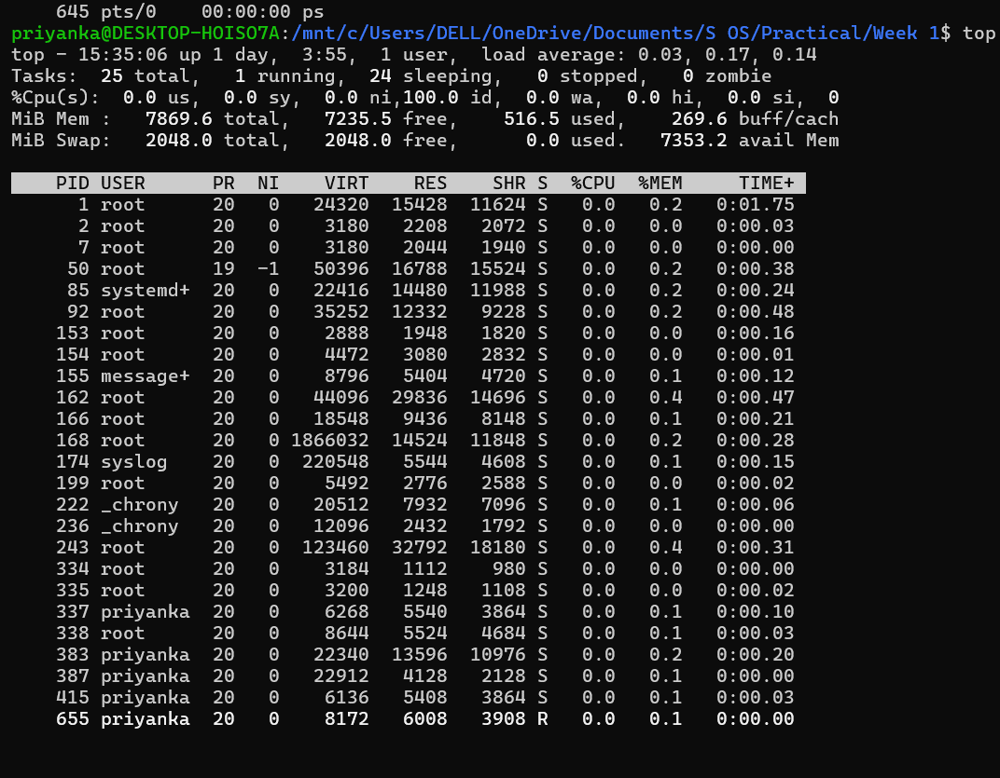 645 pts/0    00:00:00 ps
priyanka@DESKTOP-HOISO7A:/mnt/c/Users/DELL/OneDrive/Documents/S OS/Practical/Week 1$ top
top - 15:35:06 up 1 day,  3:55,  1 user,  load average: 0.03, 0.17, 0.14
Tasks:  25 total,   1 running,  24 sleeping,   0 stopped,   0 zombie
%Cpu(s):  0.0 us,  0.0 sy,  0.0 ni,100.0 id,  0.0 wa,  0.0 hi,  0.0 si,  0
MiB Mem :   7869.6 total,   7235.5 free,    516.5 used,    269.6 buff/cach
MiB Swap:   2048.0 total,   2048.0 free,      0.0 used.   7353.2 avail Mem
PID USER      PR  NI    VIRT    RES    SHR S  %CPU  %MEM     TIME+
1 root      20   0   24320  15428  11624 S   0.0   0.2   0:01.75
2 root      20   0    3180   2208   2072 S   0.0   0.0   0:00.03
7 root      20   0    3180   2044   1940 S   0.0   0.0   0:00.00
50 root      19  -1   50396  16788  15524 S   0.0   0.2   0:00.38
85 systemd+  20   0   22416  14480  11988 S   0.0   0.2   0:00.24
92 root      20   0   35252  12332   9228 S   0.0   0.2   0:00.48
153 root      20   0    2888   1948   1820 S   0.0   0.0   0:00.16
154 root      20   0    4472   3080   2832 S   0.0   0.0   0:00.01
155 message+  20   0    8796   5404   4720 S   0.0   0.1   0:00.12
162 root      20   0   44096  29836  14696 S   0.0   0.4   0:00.47
166 root      20   0   18548   9436   8148 S   0.0   0.1   0:00.21
168 root      20   0 1866032  14524  11848 S   0.0   0.2   0:00.28
174 syslog    20   0  220548   5544   4608 S   0.0   0.1   0:00.15
199 root      20   0    5492   2776   2588 S   0.0   0.0   0:00.02
222 _chrony   20   0   20512   7932   7096 S   0.0   0.1   0:00.06
236 _chrony   20   0   12096   2432   1792 S   0.0   0.0   0:00.00
243 root      20   0  123460  32792  18180 S   0.0   0.4   0:00.31
334 root      20   0    3184   1112    980 S   0.0   0.0   0:00.00
335 root      20   0    3200   1248   1108 S   0.0   0.0   0:00.02
337 priyanka  20   0    6268   5540   3864 S   0.0   0.1   0:00.10
338 root      20   0    8644   5524   4684 S   0.0   0.1   0:00.03
383 priyanka  20   0   22340  13596  10976 S   0.0   0.2   0:00.20
387 priyanka  20   0   22912   4128   2128 S   0.0   0.1   0:00.00
415 priyanka  20   0    6136   5408   3864 S   0.0   0.1   0:00.03
655 priyanka  20   0    8172   6008   3908 R   0.0   0.1   0:00.00